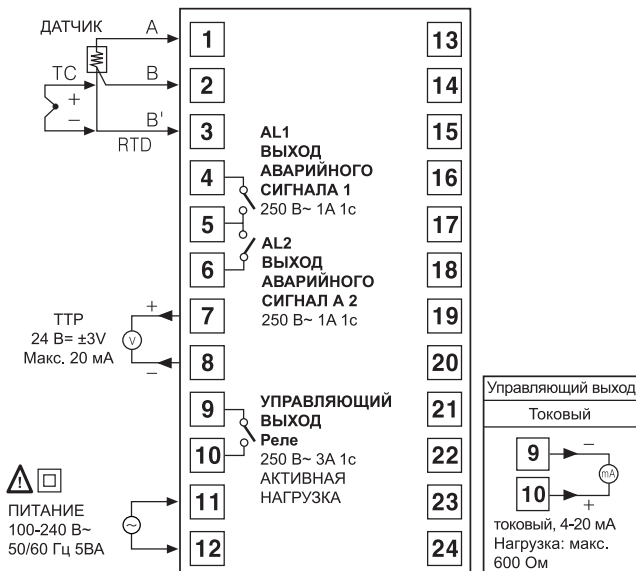 ДАТЧИК
A
1
13
TC
B
2
14
+
−
B'
RTD
3
15
AL1
ВЫХОД
АВАРИЙНОГО
СИГНАЛА 1
250 В~ 1А 1с
4
16
5
17
AL2
ВЫХОД
АВАРИЙНОГО
СИГНАЛ А 2
250 В~ 1А 1с
6
18
ТТР
24 В= ±3V
Макс. 20 мА
+
V
−
7
19
8
20
УПРАВЛЯЮЩИЙ
ВЫХОД
Реле
250 В~ 3А 1с
АКТИВНАЯ
НАГРУЗКА
9
21
10
22
ПИТАНИЕ
100-240 В~
50/60 Гц 5ВА
~
11
23
12
24
Управляющий выход
Токовый
9
−
mA
10
+
токовый, 4-20 мА
Нагрузка: макс.
600 Ом